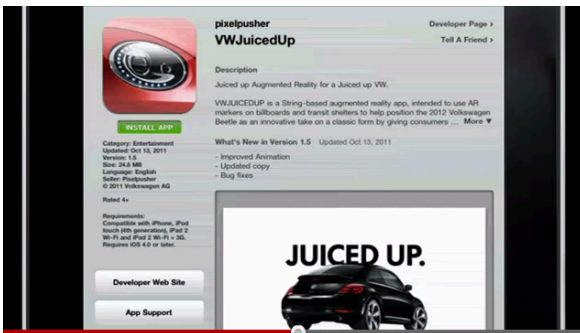 pixelpusher
Developer Page >
VWJuicedUp
Tell A Friend >
Description
Juiced up Augmented Reality for a Juiced up VW.
VWJUICEDUP is a String-based augmented reality app, intended to use AR
markers on billboards and transit shelters to help position the 2012 Volkswagen
Beetle as an innovative take on a classic form by giving consumers ... More ▼
INSTALL APP
What's New in Version 1.5 Updated Oct 13, 2011
- Improved Animation
- Updated copy
- Bug fixes
Category: Entertainment
Updated: Oct 13, 2011
Version: 1.5
Size: 24.8 MB
Language: English
Seller: Pixelpusher
© 2011 Volkswagen AG
Rated 4+
Requirements:
Compatible with iPhone, iPod
touch (4th generation), iPad 2
Wi-Fi and iPad 2 Wi-Fi + 3G.
Requires iOS 4.0 or later.
Developer Web Site
App Support
JUICED UP.